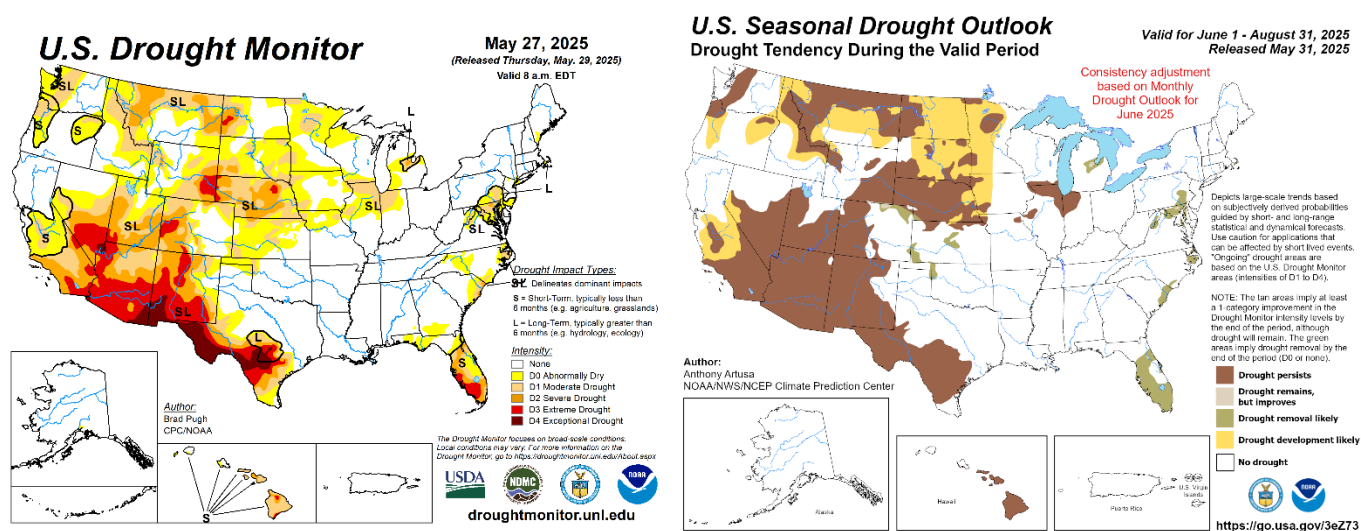 U.S. Drought Monitor
May 27, 2025
(Released Thursday, May. 29, 2025)
Valid 8 a.m. EDT
SL
S
S
SL
S
SL
SL
SL
SL
L
L
SL
L
S
Drought Impact Types:
Delineates dominant impacts
S = Short-Term, typically less than
6 months (e.g. agriculture, grasslands)
L = Long-Term, typically greater than
6 months (e.g. hydrology, ecology)
Intensity:
None
D0 Abnormally Dry
D1 Moderate Drought
D2 Severe Drought
D3 Extreme Drought
D4 Exceptional Drought
Author:
Brad Pugh
CPC/NOAA
S
The Drought Monitor focuses on broad-scale conditions.
Local conditions may vary. For more information on the
Drought Monitor, go to https://droughtmonitor.unl.edu/About.aspx
USDA
NDMC
NOAA
droughtmonitor.unl.edu
U.S. Seasonal Drought Outlook
Drought Tendency During the Valid Period
Valid for June 1 - August 31, 2025
Released May 31, 2025
Consistency adjustment
based on Monthly
Drought Outlook for
June 2025
Depicts large-scale trends based
on subjectively derived probabilities
guided by short- and long-range
statistical and dynamical forecasts.
Use caution for applications that
can be affected by short lived events.
"Ongoing" drought areas are
based on the U.S. Drought Monitor
areas (intensities of D1 to D4).
NOTE: The tan areas imply at least
a 1-category improvement in the
Drought Monitor intensity levels by
the end of the period, although
drought will remain. The green
areas imply drought removal by the
end of the period (D0 or none).
Author:
Anthony Artusa
NOAA/NWS/NCEP Climate Prediction Center
Drought persists
Drought remains,
but improves
Drought removal likely
Drought development likely
No drought
Alaska
Hawaii
Puerto Rico
U.S. Virgin
Islands
NOAA
https://go.usa.gov/3eZ73